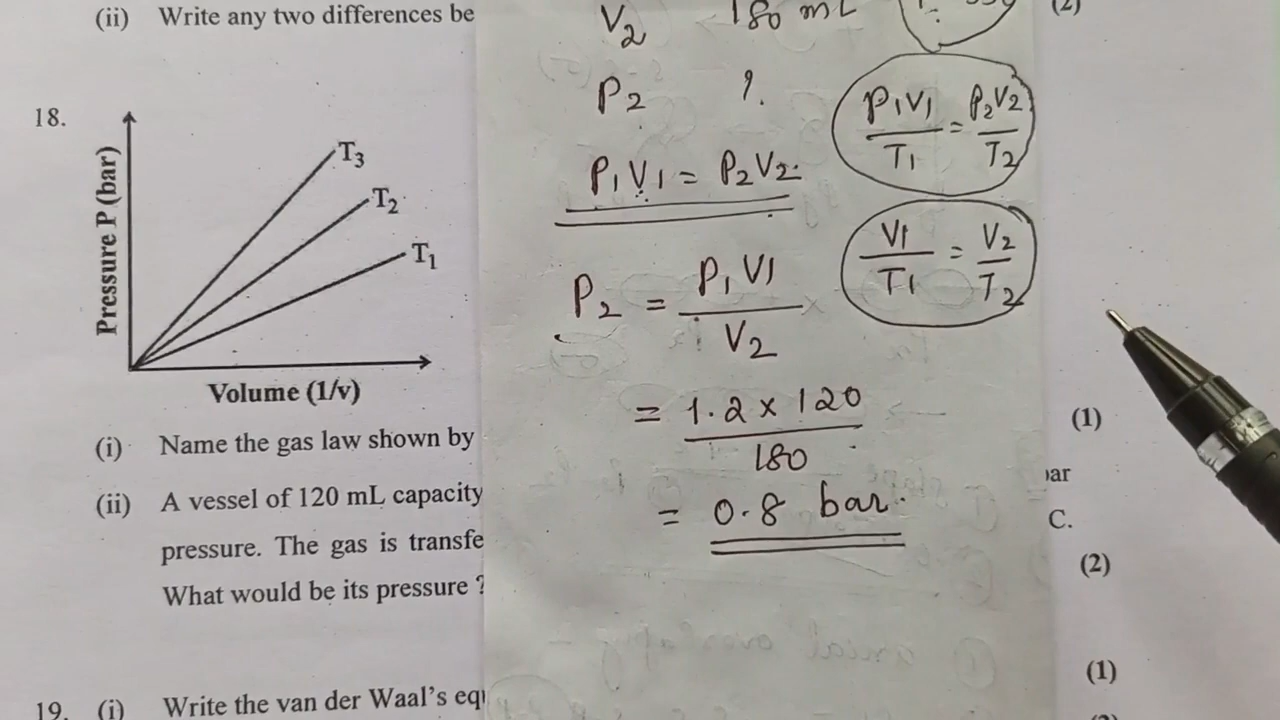 (ii) Write any two differences be
V2 180 mL
(2)
P2 ?.
18.
Pressure P (bar)
T3
T2
T1
Volume (1/v)
P1V1 = P2V2.
P1V1/T1 = P2V2/T2
V1/T1 = V2/T2
P2 = P1V1/V2
= 1.2 x 120/180
= 0.8 bar.
(i) Name the gas law shown by
(1)
(ii) A vessel of 120 mL capacity
bar
pressure. The gas is transfe
C.
What would be its pressure ?
(2)
19. (i) Write the van der Waal's equ
(1)